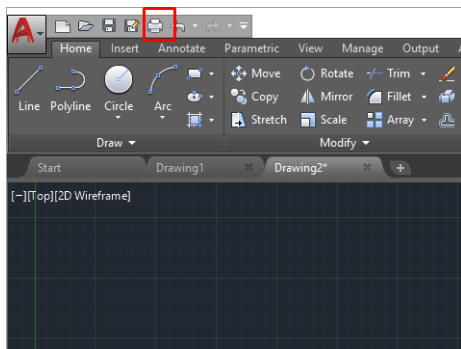 A
Home Insert Annotate Parametric View Manage Output
Line Polyline Circle Arc
Move Rotate Trim
Copy Mirror Fillet
Stretch Scale Array
Draw Modify
Start Drawing1 Drawing2*
[−][Top][2D Wireframe]